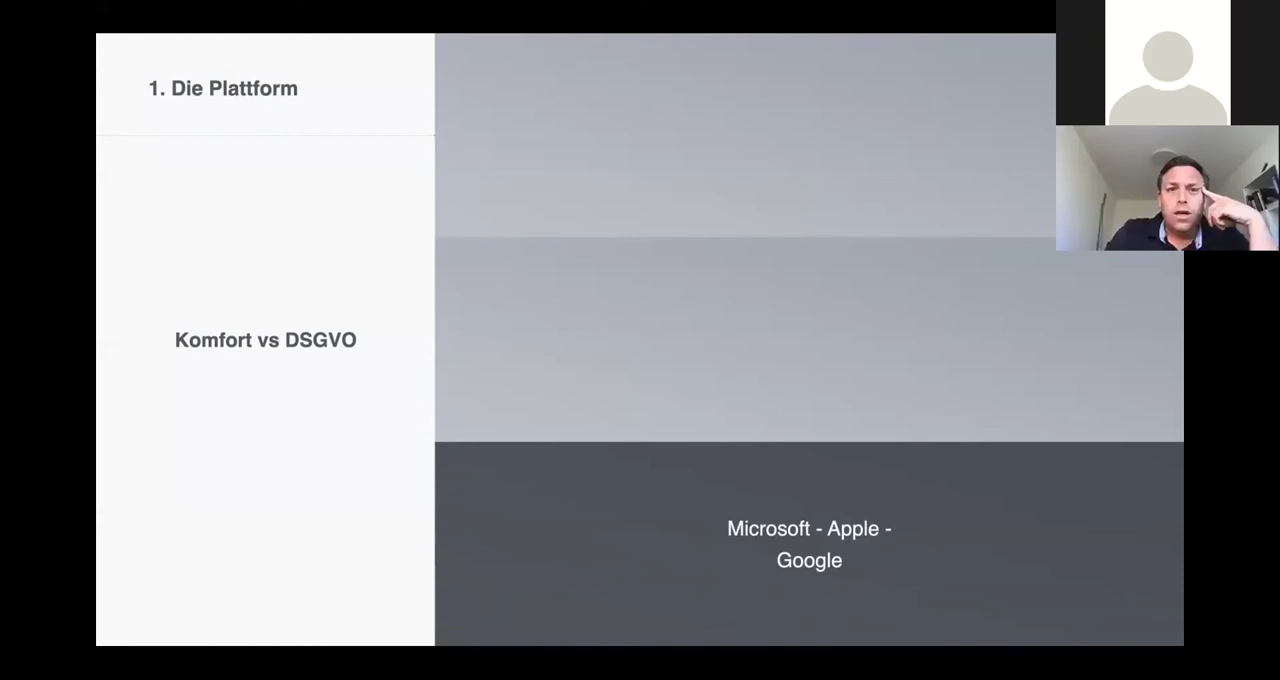 1. Die Plattform
Komfort vs DSGVO
Microsoft - Apple -
Google